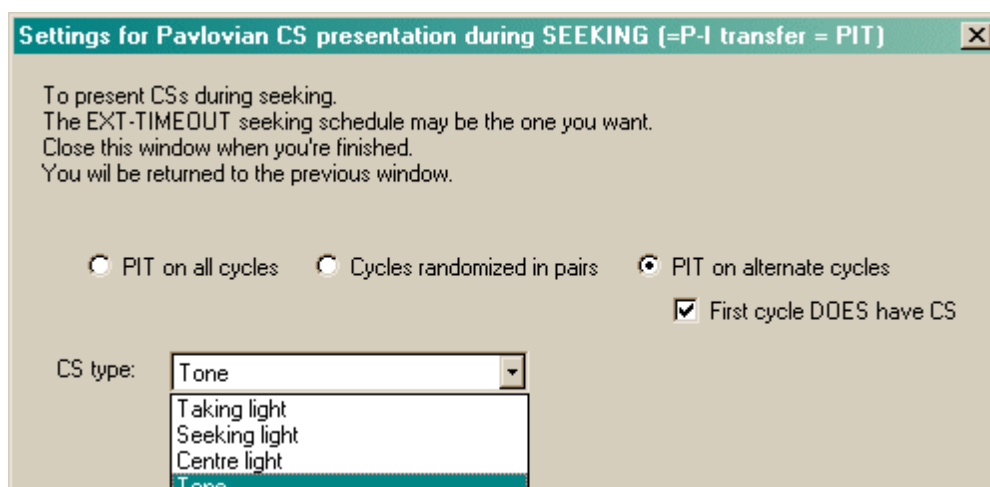 Settings for Pavlovian CS presentation during SEEKING (=P-I transfer = PIT)
To present CSs during seeking.
The EXT-TIMEOUT seeking schedule may be the one you want.
Close this window when you're finished.
You wil be returned to the previous window.
PIT on all cycles Cycles randomized in pairs PIT on alternate cycles
First cycle DOES have CS
CS type: Tone
Taking light
Seeking light
Centre light
Tone